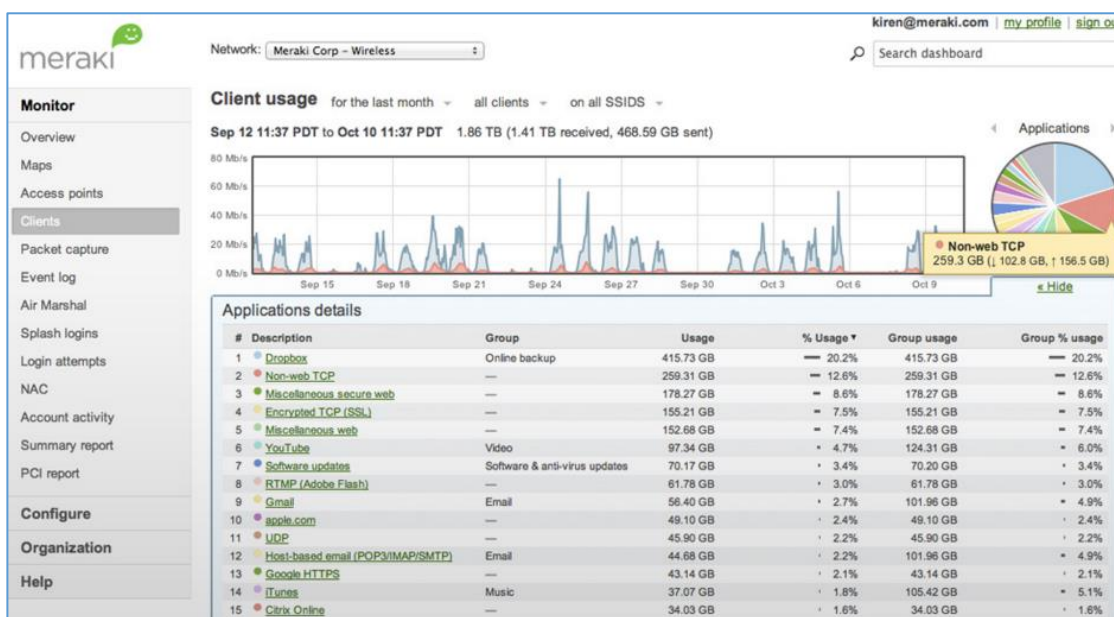 kiren@meraki.com | my profile | sign ou
meraki
Network: Meraki Corp – Wireless
Search dashboard
Monitor
Overview
Maps
Access points
Clients
Packet capture
Event log
Air Marshal
Splash logins
Login attempts
NAC
Account activity
Summary report
PCI report
Configure
Organization
Help
Client usage for the last month all clients on all SSIDS
Sep 12 11:37 PDT to Oct 10 11:37 PDT 1.86 TB (1.41 TB received, 468.59 GB sent)
Applications
80 Mb/s
60 Mb/s
40 Mb/s
20 Mb/s
0 Mb/s
Sep 15 Sep 18 Sep 21 Sep 24 Sep 27 Sep 30 Oct 3 Oct 6 Oct 9
Non-web TCP
259.3 GB (↓ 102.8 GB, ↑ 156.5 GB)
« Hide
Applications details
# Description Group Usage % Usage ▼ Group usage Group % usage
1 Dropbox Online backup 415.73 GB 20.2% 415.73 GB 20.2%
2 Non-web TCP — 259.31 GB 12.6% 259.31 GB 12.6%
3 Miscellaneous secure web — 178.27 GB 8.6% 178.27 GB 8.6%
4 Encrypted TCP (SSL) — 155.21 GB 7.5% 155.21 GB 7.5%
5 Miscellaneous web — 152.68 GB 7.4% 152.68 GB 7.4%
6 YouTube Video 97.34 GB 4.7% 124.31 GB 6.0%
7 Software updates Software & anti-virus updates 70.17 GB 3.4% 70.20 GB 3.4%
8 RTMP (Adobe Flash) — 61.78 GB 3.0% 61.78 GB 3.0%
9 Gmail Email 56.40 GB 2.7% 101.96 GB 4.9%
10 apple.com — 49.10 GB 2.4% 49.10 GB 2.4%
11 UDP — 45.90 GB 2.2% 45.90 GB 2.2%
12 Host-based email (POP3/IMAP/SMTP) Email 44.68 GB 2.2% 101.96 GB 4.9%
13 Google HTTPS — 43.14 GB 2.1% 43.14 GB 2.1%
14 iTunes Music 37.07 GB 1.8% 105.42 GB 5.1%
15 Citrix Online — 34.03 GB 1.6% 34.03 GB 1.6%